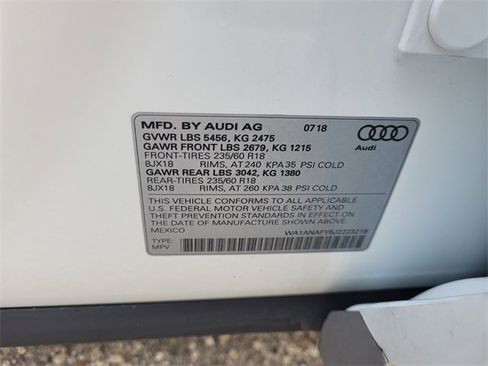 MFD. BY AUDI AG 07/18
GVWR LBS 5456, KG 2475
GAWR FRONT LBS 2679, KG 1215
FRONT-TIRES 235/60 R18
8JX18 RIMS, AT 240 KPA 35 PSI COLD
GAWR REAR LBS 3042, KG 1380
REAR-TIRES 235/60 R18
8JX18 RIMS, AT 260 KPA 38 PSI COLD
THIS VEHICLE CONFORMS TO ALL APPLICABLE
U.S. FEDERAL MOTOR VEHICLE SAFETY AND
THEFT PREVENTION STANDARDS IN EFFECT ON
THE DATE OF MANUFACTURE SHOWN ABOVE.
MEXICO WA1ANAFY6J2223218
TYPE:
MPV
Audi